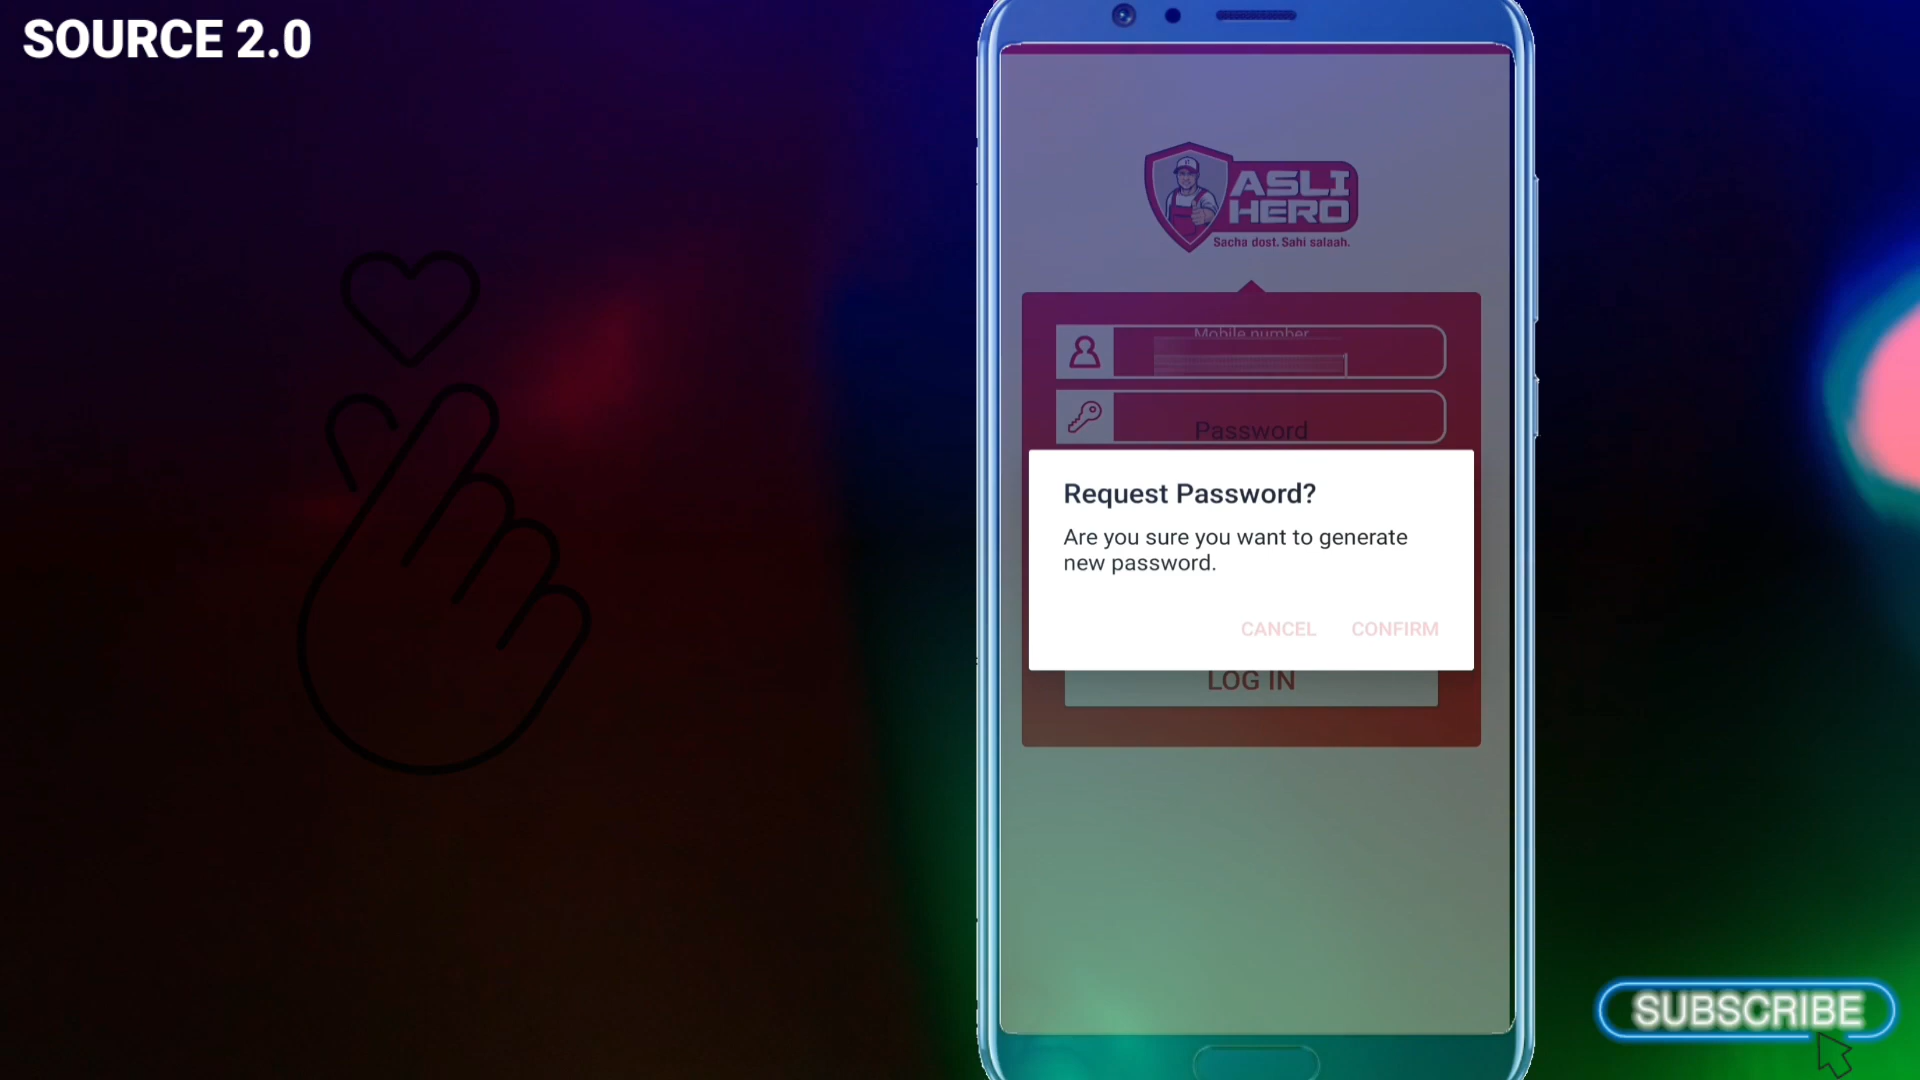 SOURCE 2.0
ASLI
HERO
Sacha dost. Sahi salaah.
Mobile number
Password
Request Password?
Are you sure you want to generate
new password.
CANCEL CONFIRM
LOG IN
SUBSCRIBE